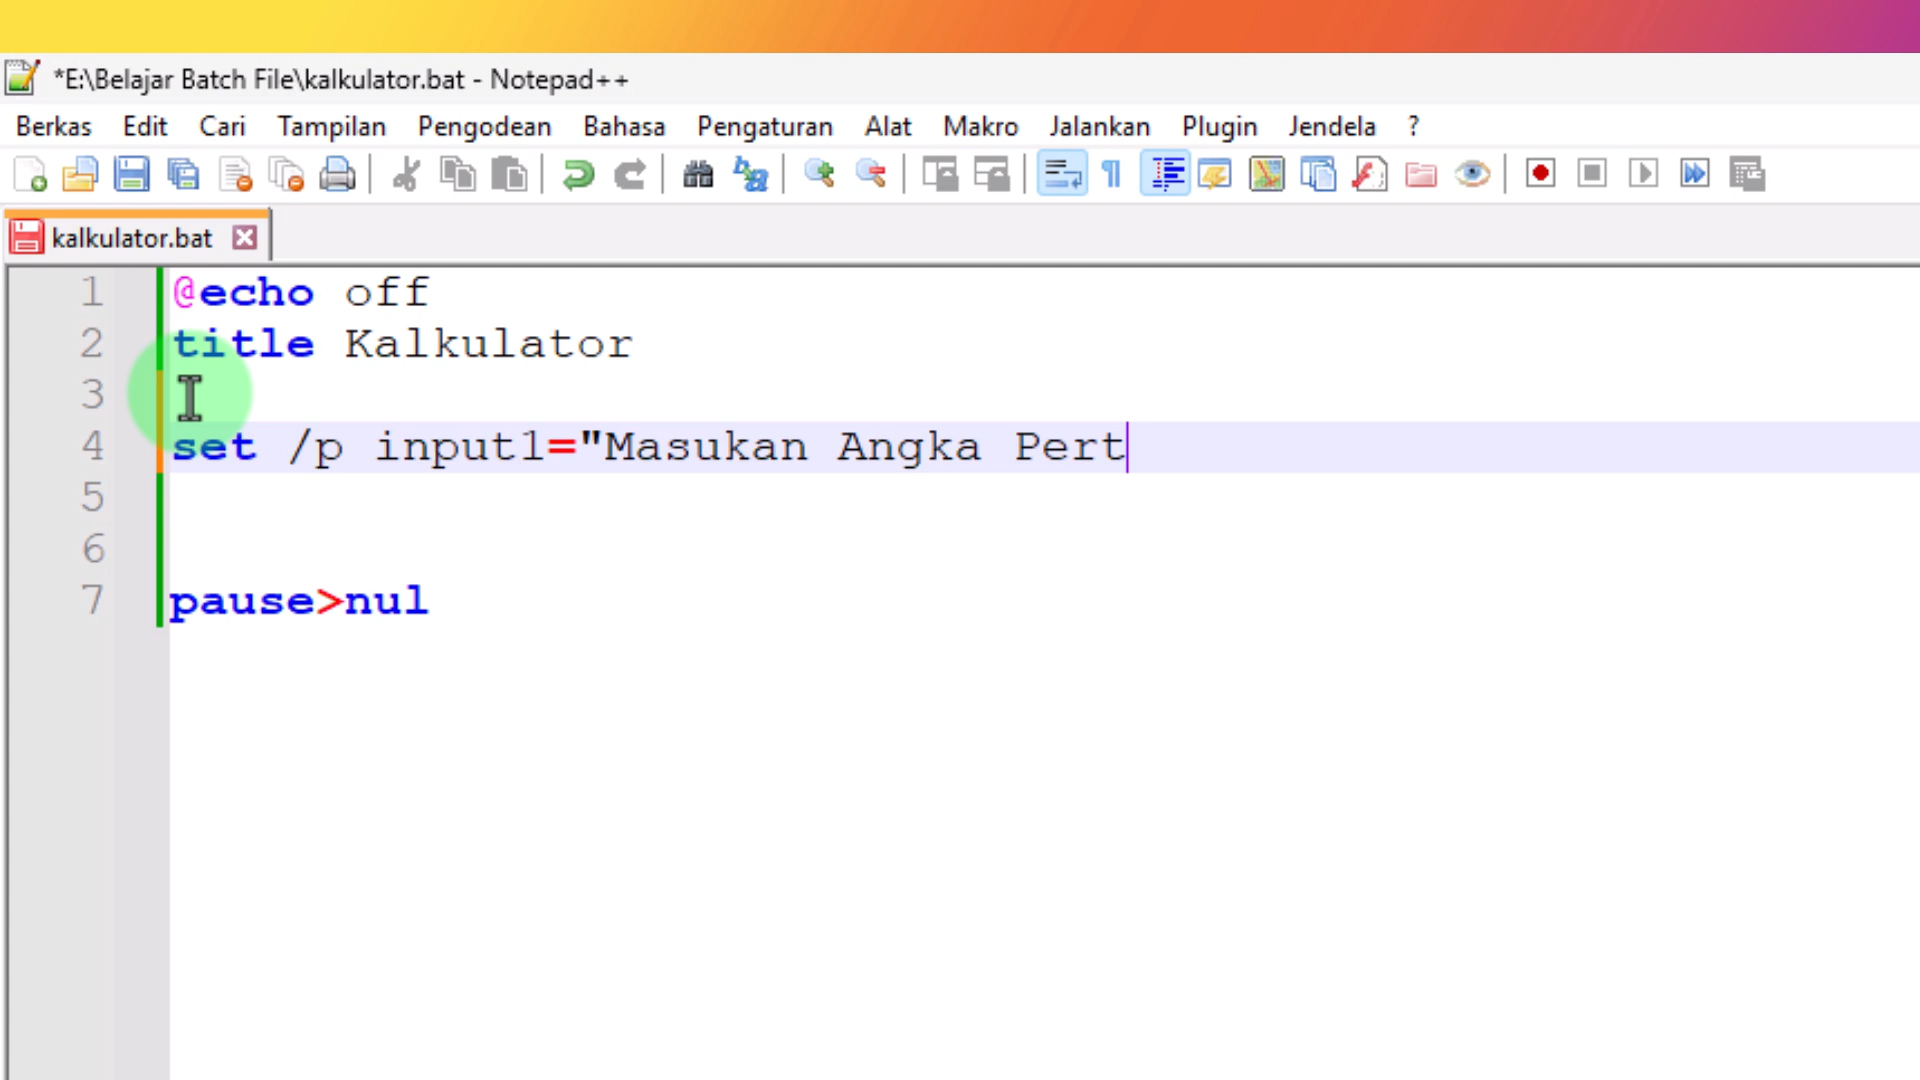 *E:\Belajar Batch File\kalkulator.bat - Notepad++
Berkas Edit Cari Tampilan Pengodean Bahasa Pengaturan Alat Makro Jalankan Plugin Jendela ?
kalkulator.bat
1 @echo off
2 title Kalkulator
3
4 set /p input1="Masukan Angka Pert
5
6
7 pause>nul